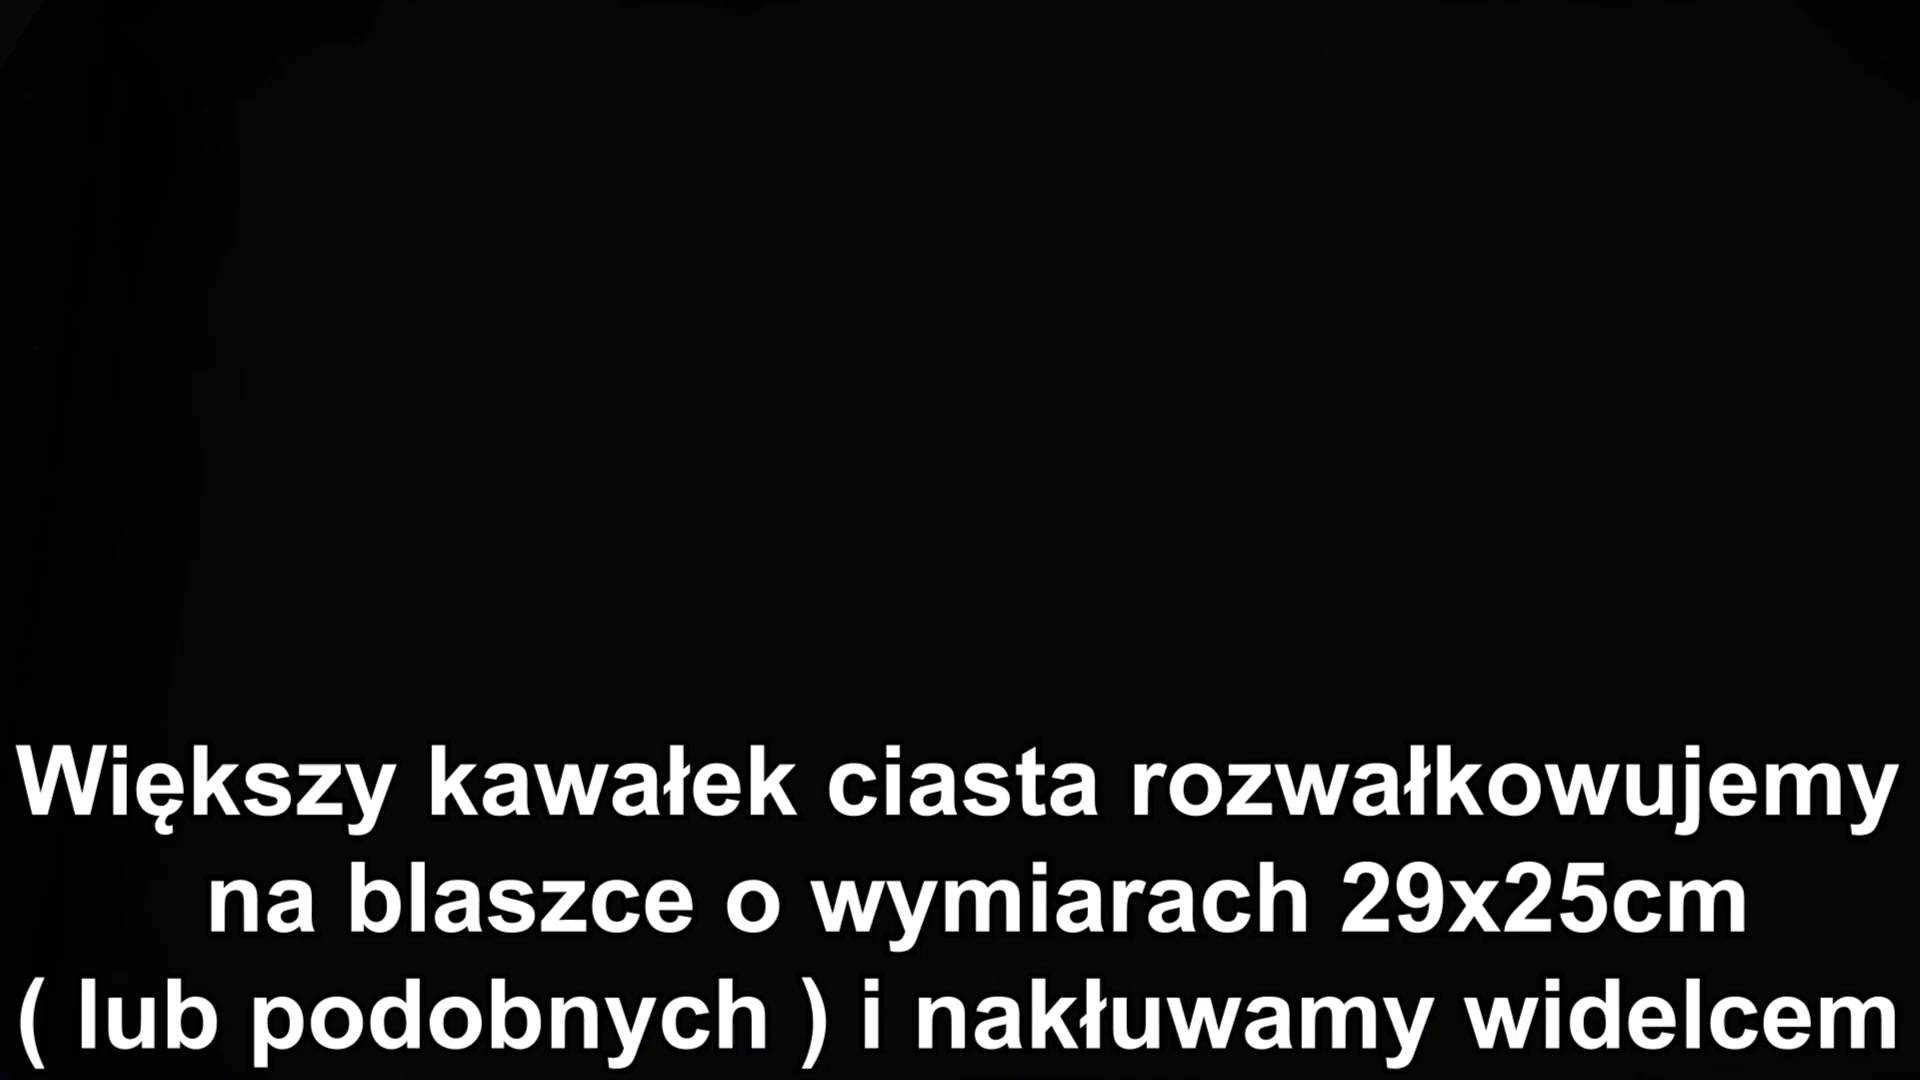 Większy kawałek ciasta rozwałkowujemy
na blaszce o wymiarach 29x25cm
( lub podobnych ) i nakłuwamy widelcem